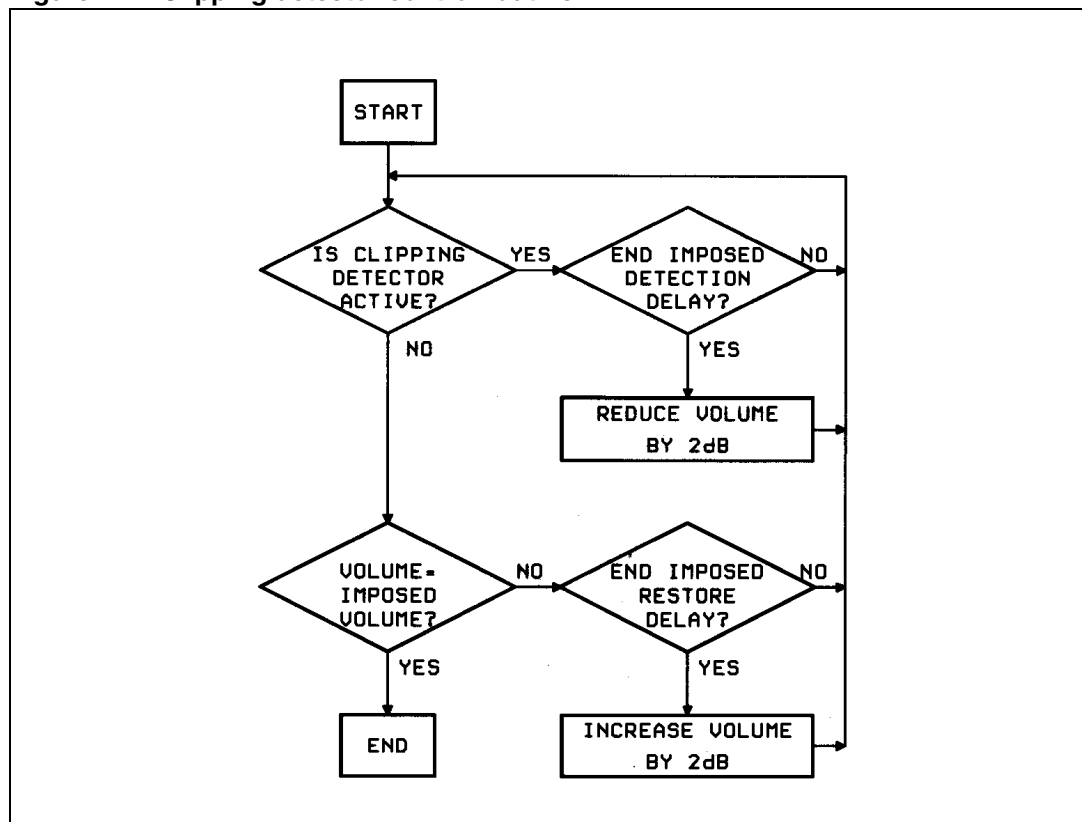 START
IS CLIPPING
DETECTOR
ACTIVE?
YES
END IMPOSED
DETECTION
DELAY?
NO
NO
YES
REDUCE VOLUME
BY 2dB
VOLUME=
IMPOSED
VOLUME?
NO
END IMPOSED
RESTORE
DELAY?
NO
YES
YES
END
INCREASE VOLUME
BY 2dB